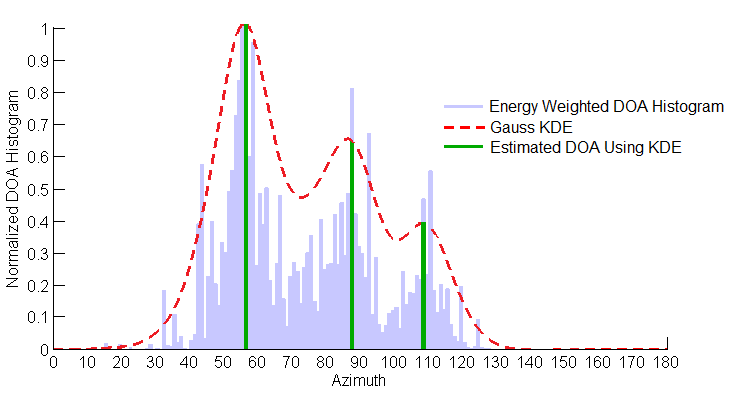 Normalized DOA Histogram
1
0.9
0.8
0.7
0.6
0.5
0.4
0.3
0.2
0.1
0
Energy Weighted DOA Histogram
Gauss KDE
Estimated DOA Using KDE
0 10 20 30 40 50 60 70 80 90 100 110 120 130 140 150 160 170 180
Azimuth